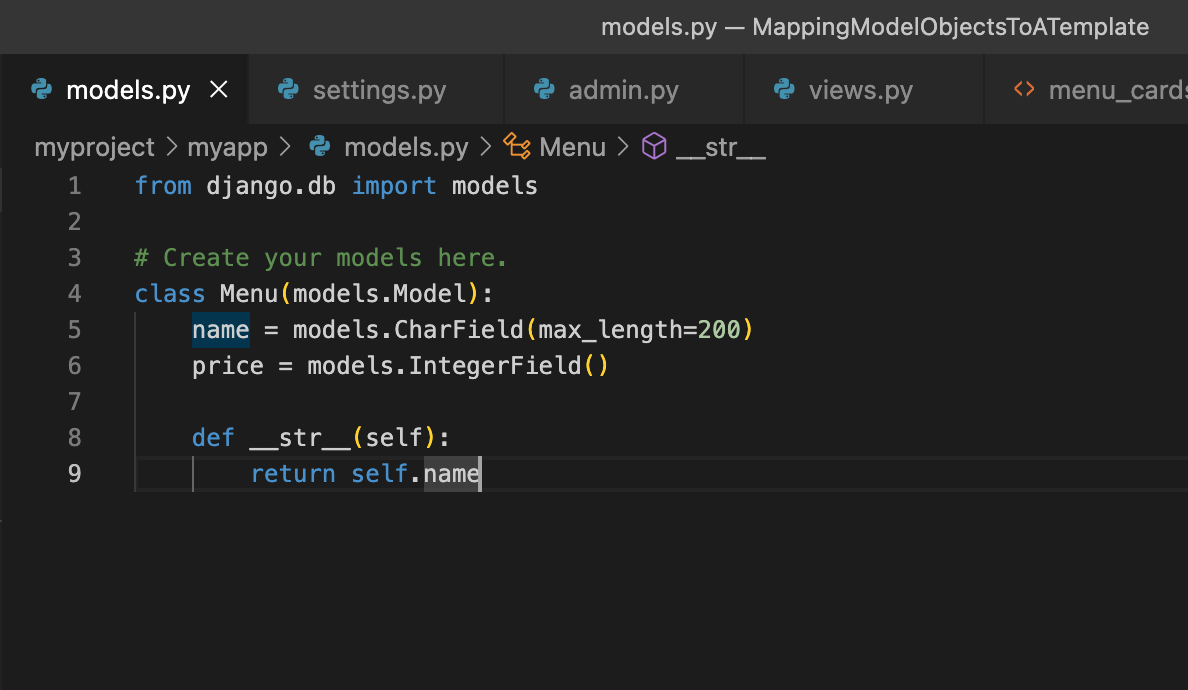 models.py — MappingModelObjectsToATemplate
models.py settings.py admin.py views.py
myproject > myapp > models.py > Menu > __str__
1 from django.db import models
2
3 # Create your models here.
4 class Menu(models.Model):
5     name = models.CharField(max_length=200)
6     price = models.IntegerField()
7
8     def __str__(self):
9         return self.name